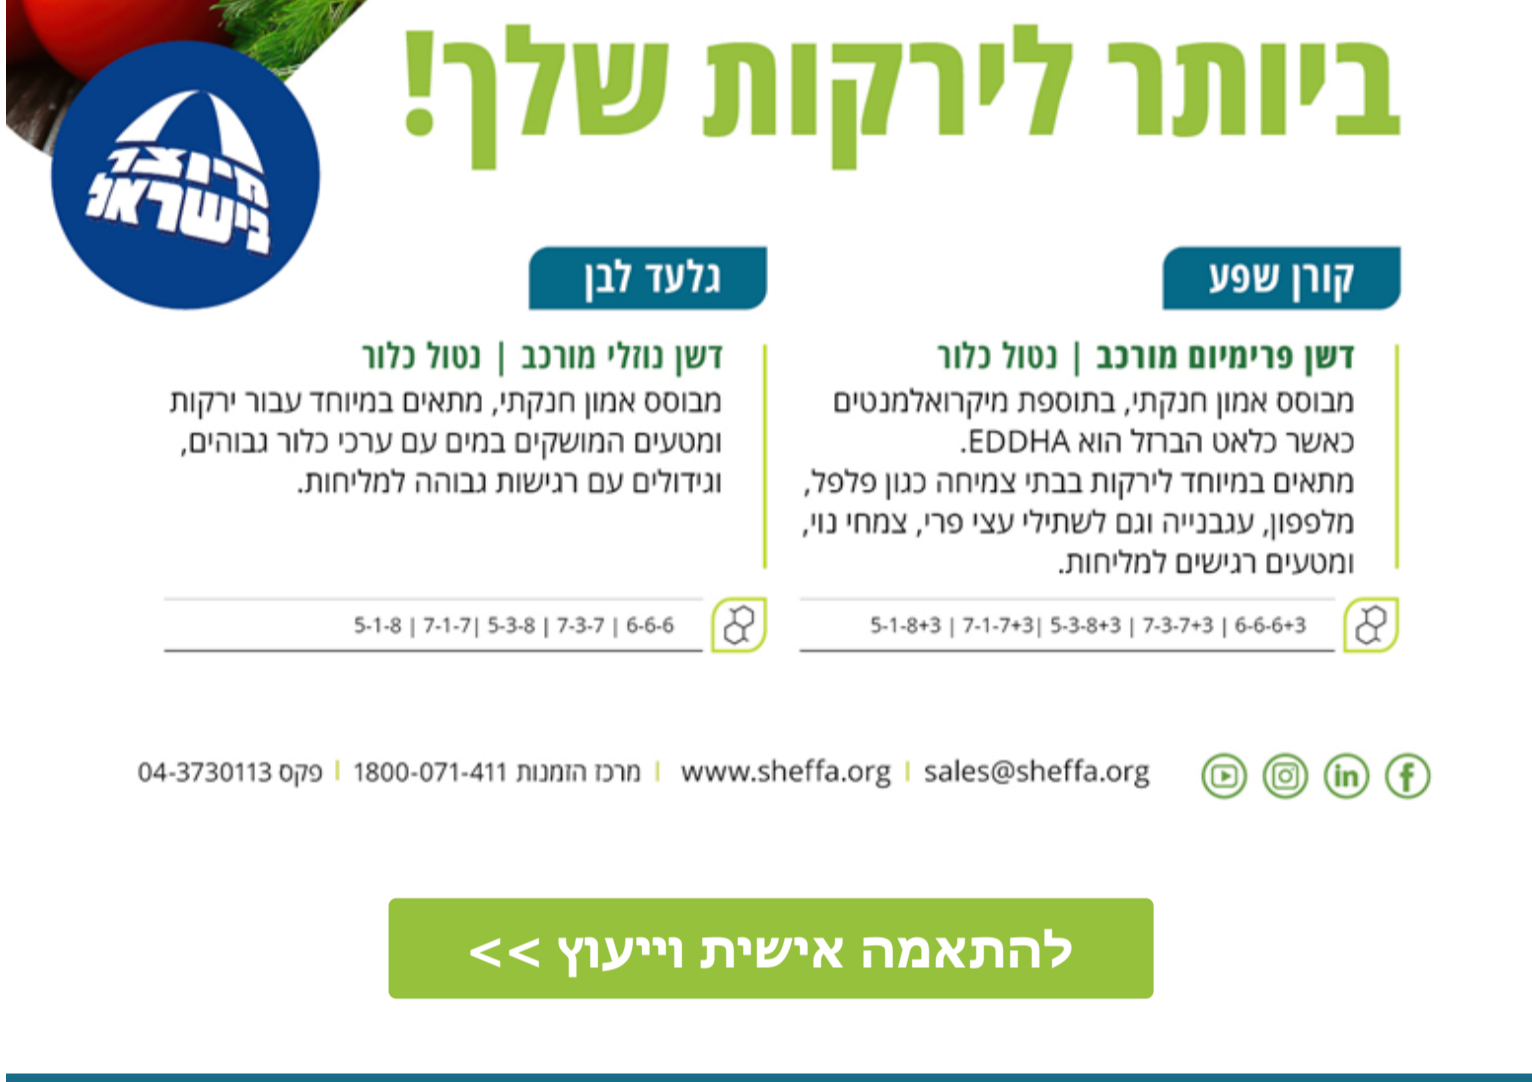 ביותר לירקות שלך!
מיוצר
בישראל
קורן שפע
דשן פרימיום מורכב | נטול כלור
מבוסס אמון חנקתי, בתוספת מיקרואלמנטים
כאשר כלאט הברזל הוא EDDHA.
מתאים במיוחד לירקות בבתי צמיחה כגון פלפל,
מלפפון, עגבנייה וגם לשתילי עצי פרי, צמחי נוי,
ומטעים רגישים למליחות.
5-1-8+3 | 7-1-7+3| 5-3-8+3 | 7-3-7+3 | 6-6-6+3
גלעד לבן
דשן נוזלי מורכב | נטול כלור
מבוסס אמון חנקתי, מתאים במיוחד עבור ירקות
ומטעים המושקים במים עם ערכי כלור גבוהים,
וגידולים עם רגישות גבוהה למליחות.
5-1-8 | 7-1-7| 5-3-8 | 7-3-7 | 6-6-6
sales@sheffa.org | www.sheffa.org | מרכז הזמנות 1800-071-411 | פקס 04-3730113
להתאמה אישית וייעוץ >>